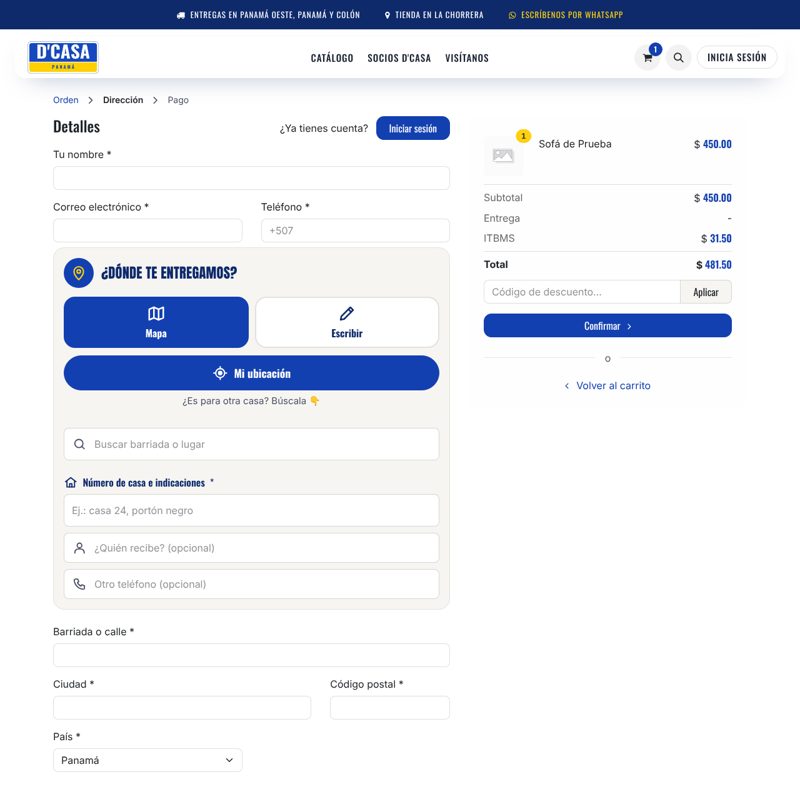 ENTREGAS EN PANAMÁ OESTE, PANAMÁ Y COLÓN
TIENDA EN LA CHORRERA
ESCRÍBENOS POR WHATSAPP
D'CASA
PANAMÁ
CATÁLOGO
SOCIOS D'CASA
VISÍTANOS
1
INICIA SESIÓN
Orden > Dirección > Pago
Detalles
¿Ya tienes cuenta?
Iniciar sesión
Tu nombre *
Correo electrónico *
Teléfono *
+507
¿DÓNDE TE ENTREGAMOS?
Mapa
Escribir
Mi ubicación
¿Es para otra casa? Búscala 👇
Buscar barriada o lugar
Número de casa e indicaciones *
Ej.: casa 24, portón negro
¿Quién recibe? (opcional)
Otro teléfono (opcional)
Barriada o calle *
Ciudad *
Código postal *
País *
Panamá
1
Sofá de Prueba
$ 450.00
Subtotal
$ 450.00
Entrega
-
ITBMS
$ 31.50
Total
$ 481.50
Código de descuento...
Aplicar
Confirmar >
o
< Volver al carrito